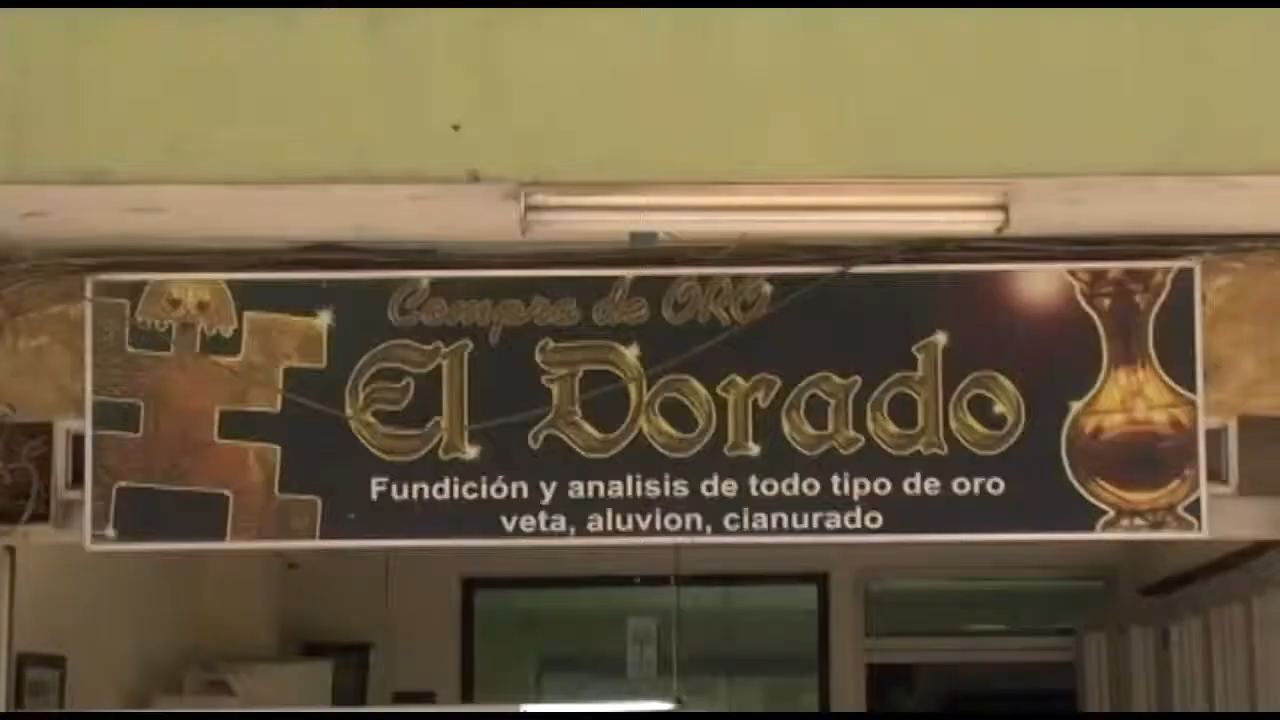 Compra de ORO
El Dorado
Fundición y analisis de todo tipo de oro
veta, aluvion, cianurado